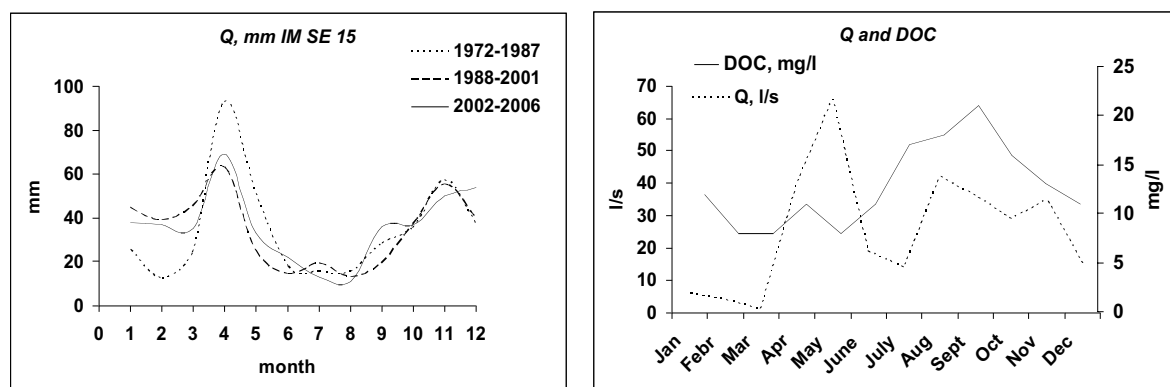 Q, mm IM SE 15
1972-1987
1988-2001
2002-2006
100
80
60
40
20
0
mm
0 1 2 3 4 5 6 7 8 9 10 11 12
month
Q and DOC
DOC, mg/l
Q, l/s
70
60
50
40
30
20
10
0
l/s
25
20
15
10
5
0
mg/l
Jan Febr Mar Apr May June July Aug Sept Oct Nov Dec